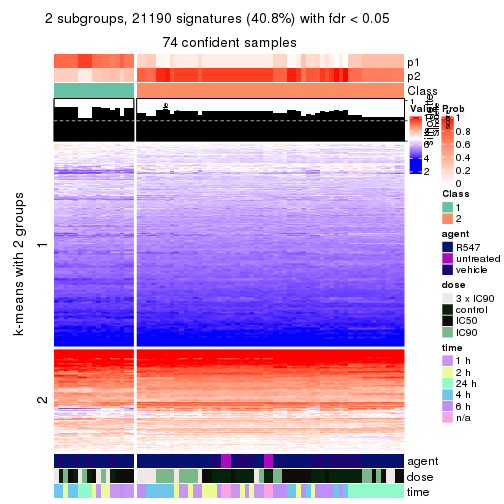 2 subgroups, 21190 signatures (40.8%) with fdr < 0.05
74 confident samples
p1
p2
Class
1
Value
Prob
8
6
4
2
1
0.8
0.6
0.4
0.2
0
silhouette
k-means with 2 groups
1
2
Class
1
2
agent
R547
untreated
vehicle
dose
3 x IC90
control
IC50
IC90
time
1 h
2 h
24 h
4 h
6 h
n/a
agent
dose
time